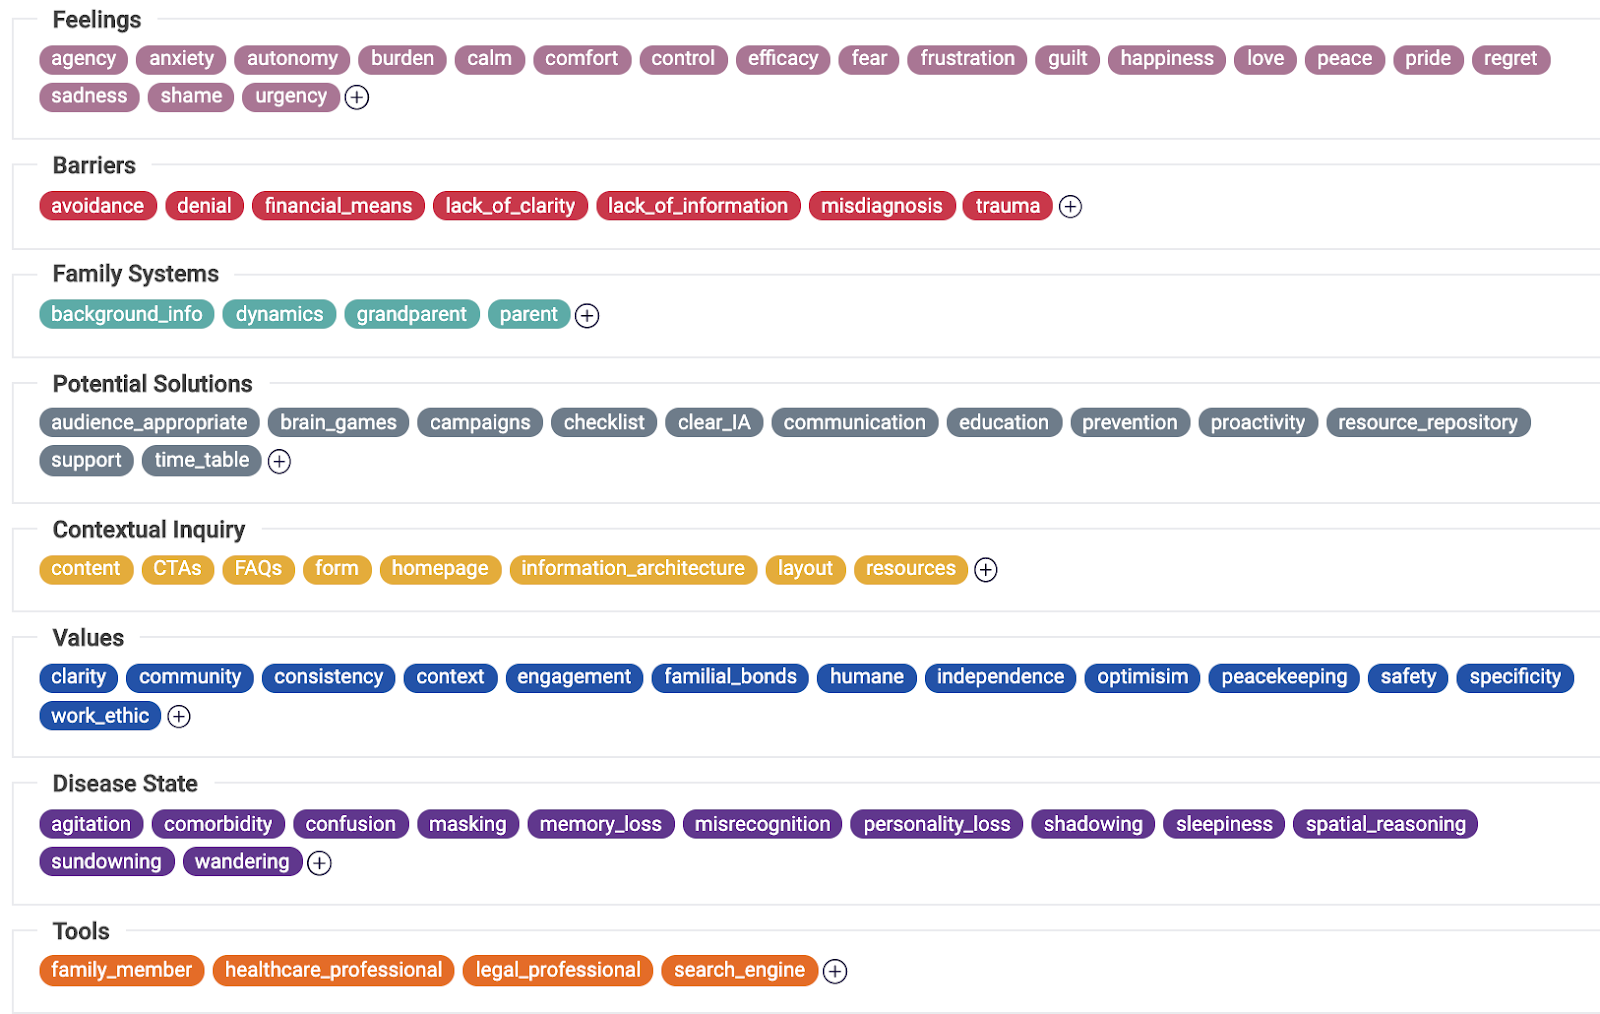 Feelings
agency anxiety autonomy burden calm comfort control efficacy fear frustration guilt happiness love peace pride regret
sadness shame urgency
Barriers
avoidance denial financial_means lack_of_clarity lack_of_information misdiagnosis trauma
Family Systems
background_info dynamics grandparent parent
Potential Solutions
audience_appropriate brain_games campaigns checklist clear_IA communication education prevention proactivity resource_repository
support time_table
Contextual Inquiry
content CTAs FAQs form homepage information_architecture layout resources
Values
clarity community consistency context engagement familial_bonds humane independence optimisim peacekeeping safety specificity
work_ethic
Disease State
agitation comorbidity confusion masking memory_loss misrecognition personality_loss shadowing sleepiness spatial_reasoning
sundowning wandering
Tools
family_member healthcare_professional legal_professional search_engine